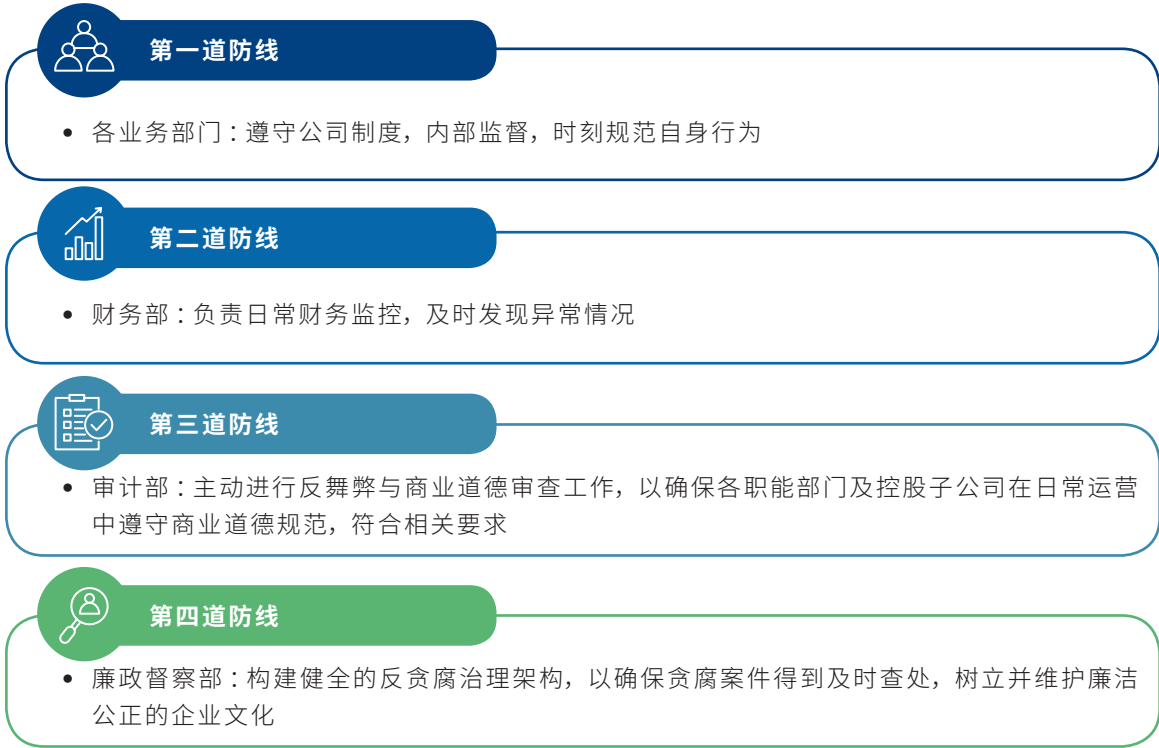 第一道防线
• 各业务部门：遵守公司制度，内部监督，时刻规范自身行为
第二道防线
• 财务部：负责日常财务监控，及时发现异常情况
第三道防线
• 审计部：主动进行反舞弊与商业道德审查工作，以确保各职能部门及控股子公司在日常运营
中遵守商业道德规范，符合相关要求
第四道防线
• 廉政督察部：构建健全的反贪腐治理架构，以确保贪腐案件得到及时查处，树立并维护廉洁
公正的企业文化